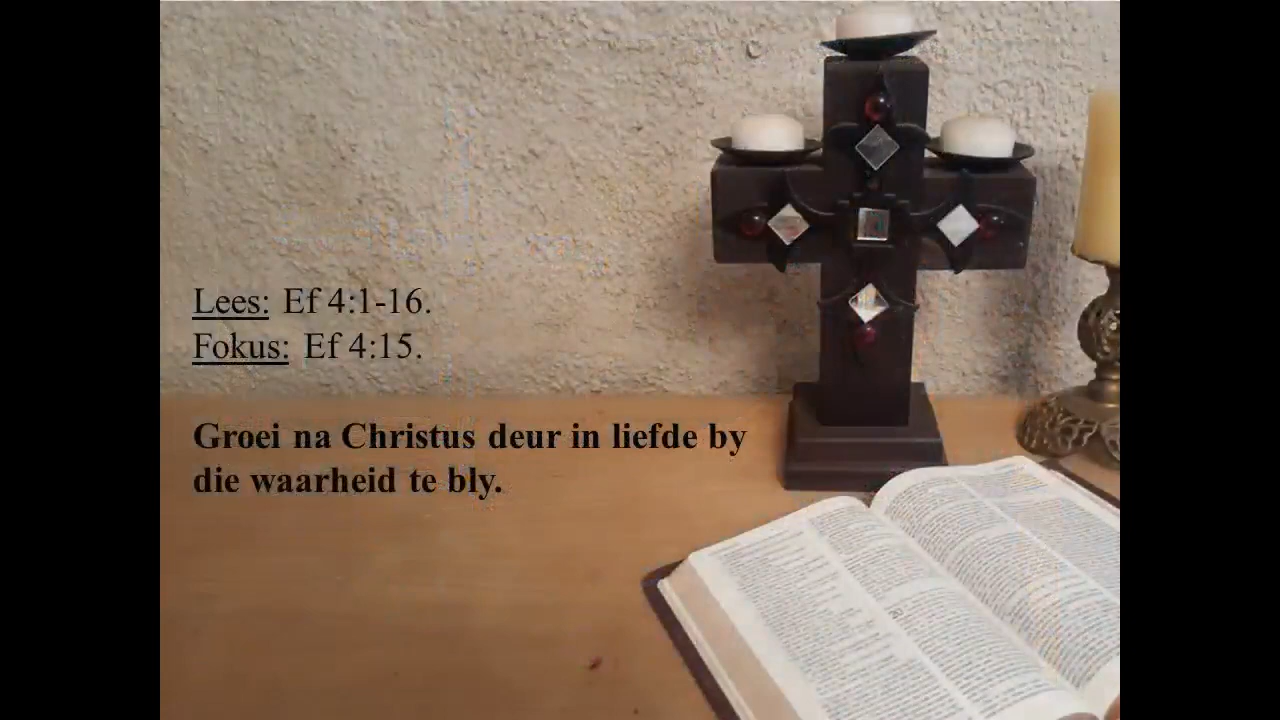 Lees: Ef 4:1-16.
Fokus: Ef 4:15.
Groei na Christus deur in liefde by
die waarheid te bly.